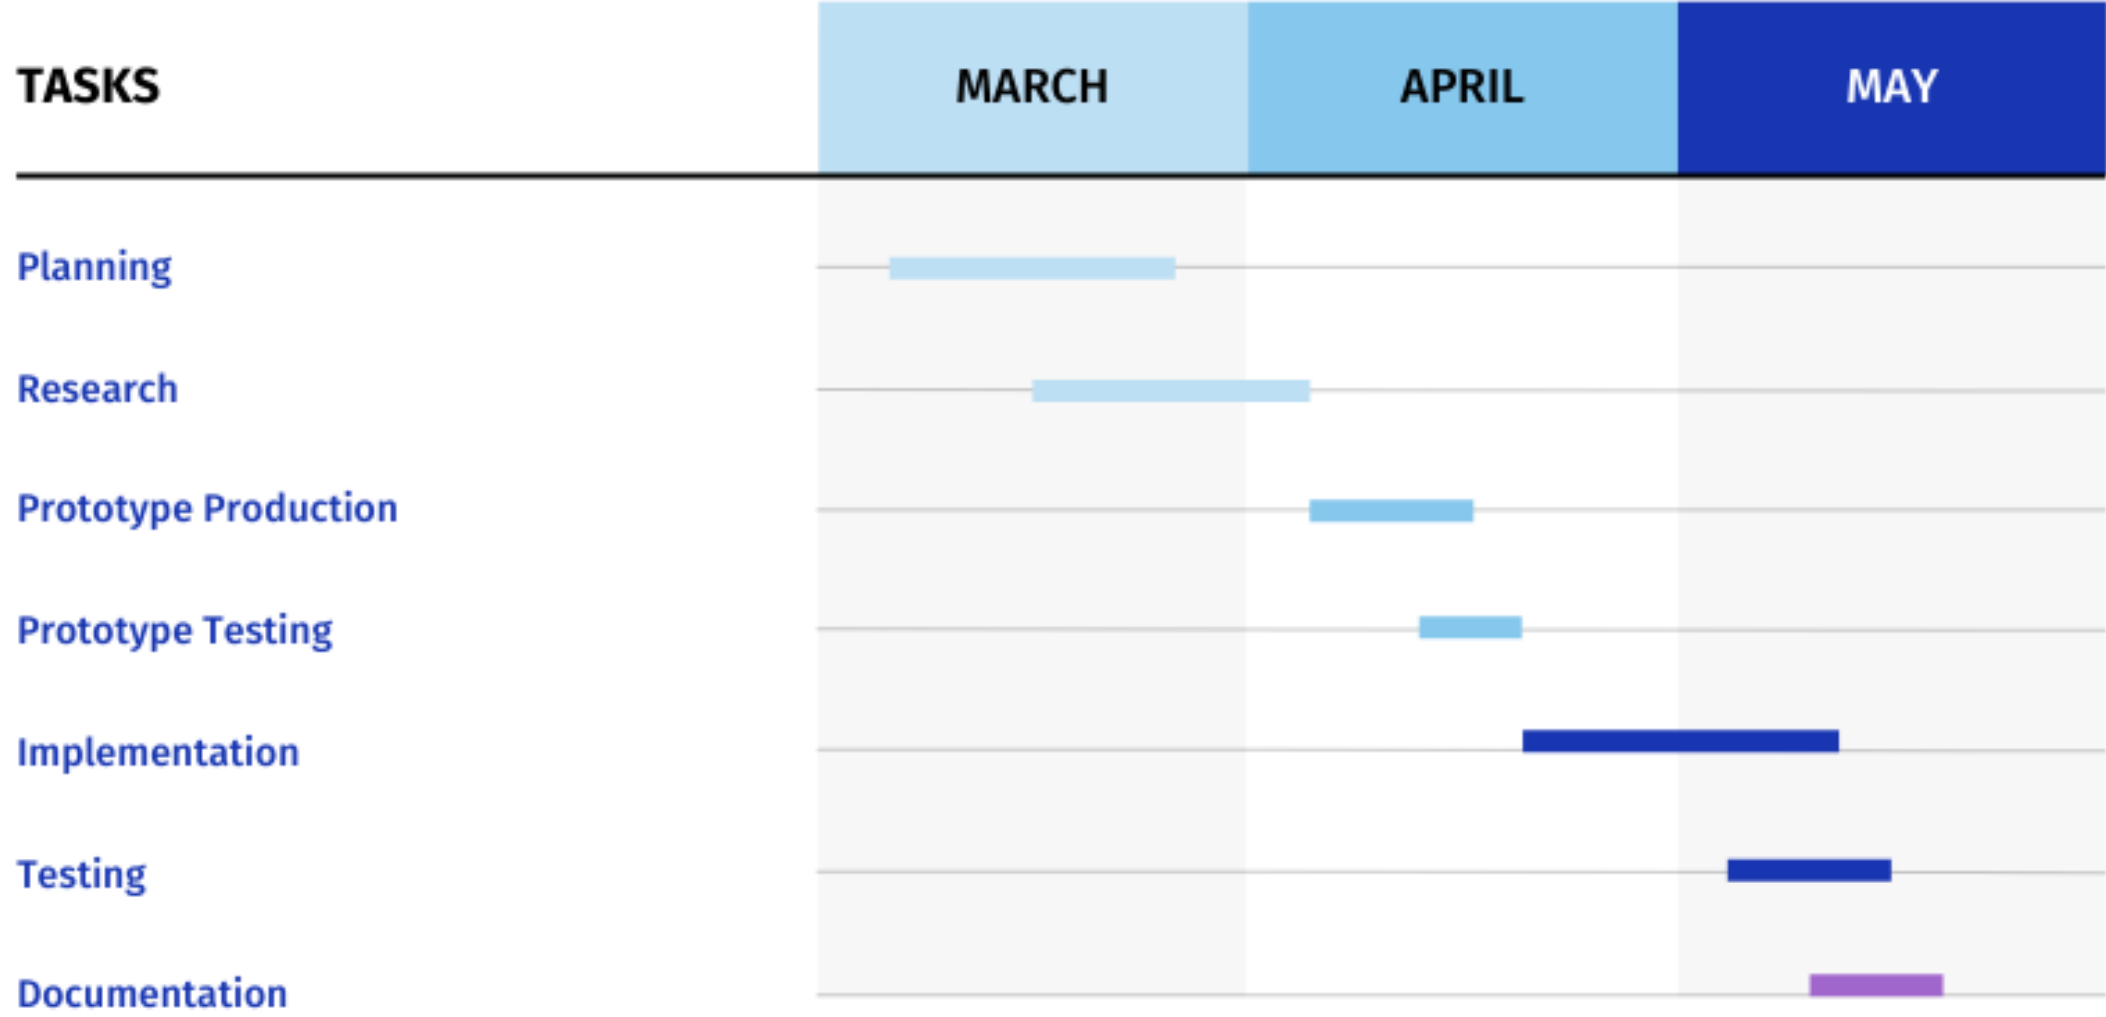 TASKS MARCH APRIL MAY
Planning
Research
Prototype Production
Prototype Testing
Implementation
Testing
Documentation